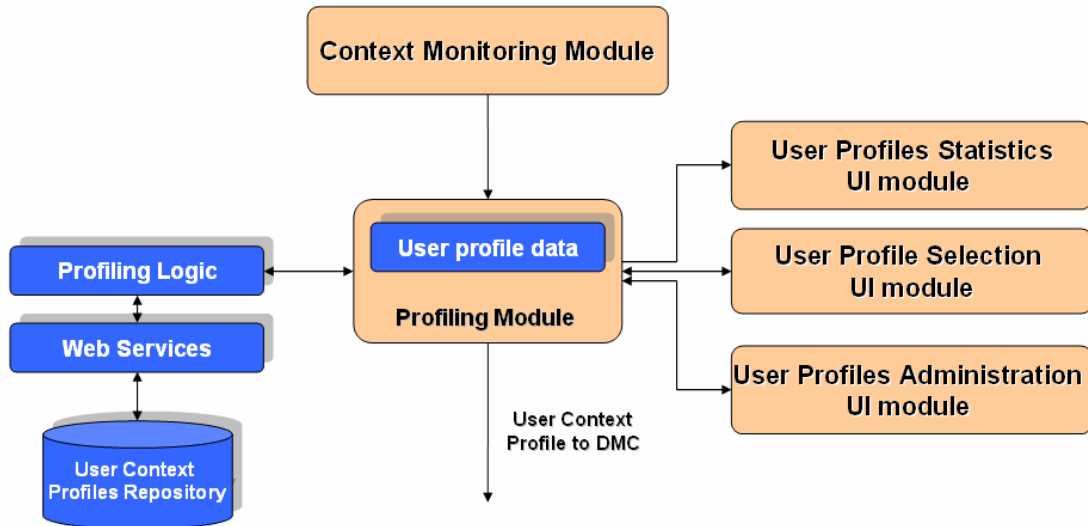 Context Monitoring Module
User Profiles Statistics
UI module
User profile data
Profiling Logic
User Profile Selection
UI module
Profiling Module
Web Services
User Profiles Administration
UI module
User Context
Profile to DMC
User Context
Profiles Repository